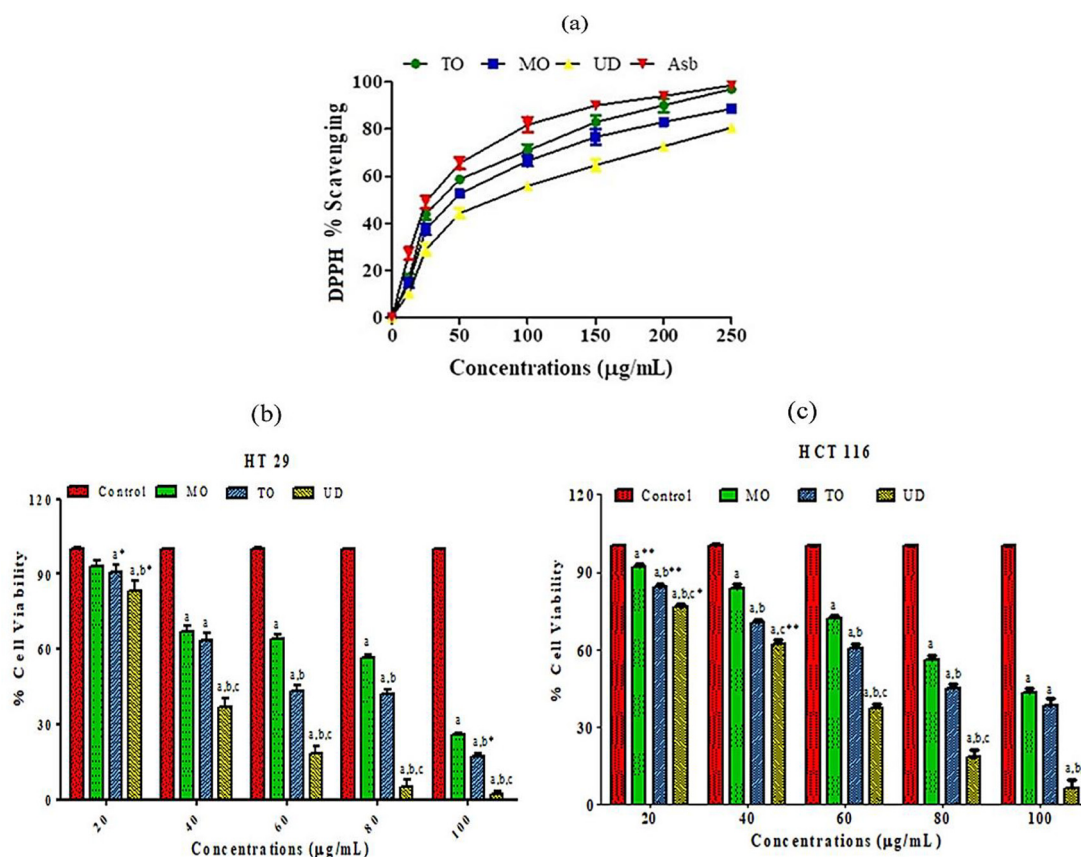 (a)
TO MO UD Asb
DPPH % Scavenging
100
80
60
40
20
0
0 50 100 150 200 250
Concentrations (µg/mL)
(b)
HT 29
Control MO TO UD
% Cell Viability
120
90
60
30
0
a* a,b*
a a a,b,c
a a,b a,b,c
a a,b a,b,c
a a,b* a,b,c
20 40 60 80 100
Concentrations (µg/mL)
(c)
HCT 116
Control MO TO UD
% Cell Viability
120
90
60
30
0
a** a,b** a,b,c*
a a,b a,c**
a a,b a,b,c
a a,b a,b,c
a a a,b
20 40 60 80 100
Concentrations (µg/mL)